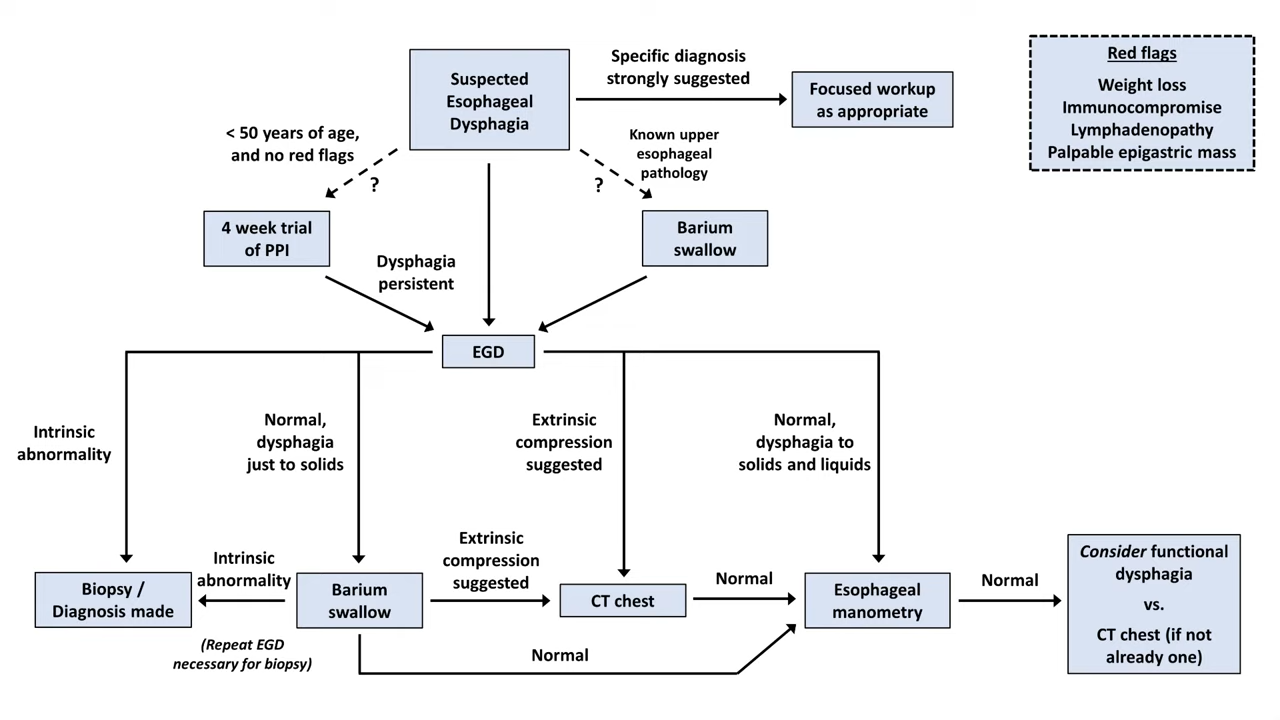 Suspected
Esophageal
Dysphagia
Specific diagnosis
strongly suggested
Focused workup
as appropriate
Red flags
Weight loss
Immunocompromise
Lymphadenopathy
Palpable epigastric mass
< 50 years of age,
and no red flags
?
Known upper
esophageal
pathology
?
4 week trial
of PPI
Barium
swallow
Dysphagia
persistent
EGD
Intrinsic
abnormality
Normal,
dysphagia
just to solids
Extrinsic
compression
suggested
Normal,
dysphagia to
solids and liquids
Biopsy /
Diagnosis made
Intrinsic
abnormality
(Repeat EGD
necessary for biopsy)
Barium
swallow
Extrinsic
compression
suggested
CT chest
Normal
Normal
Esophageal
manometry
Normal
Consider functional
dysphagia
vs.
CT chest (if not
already one)